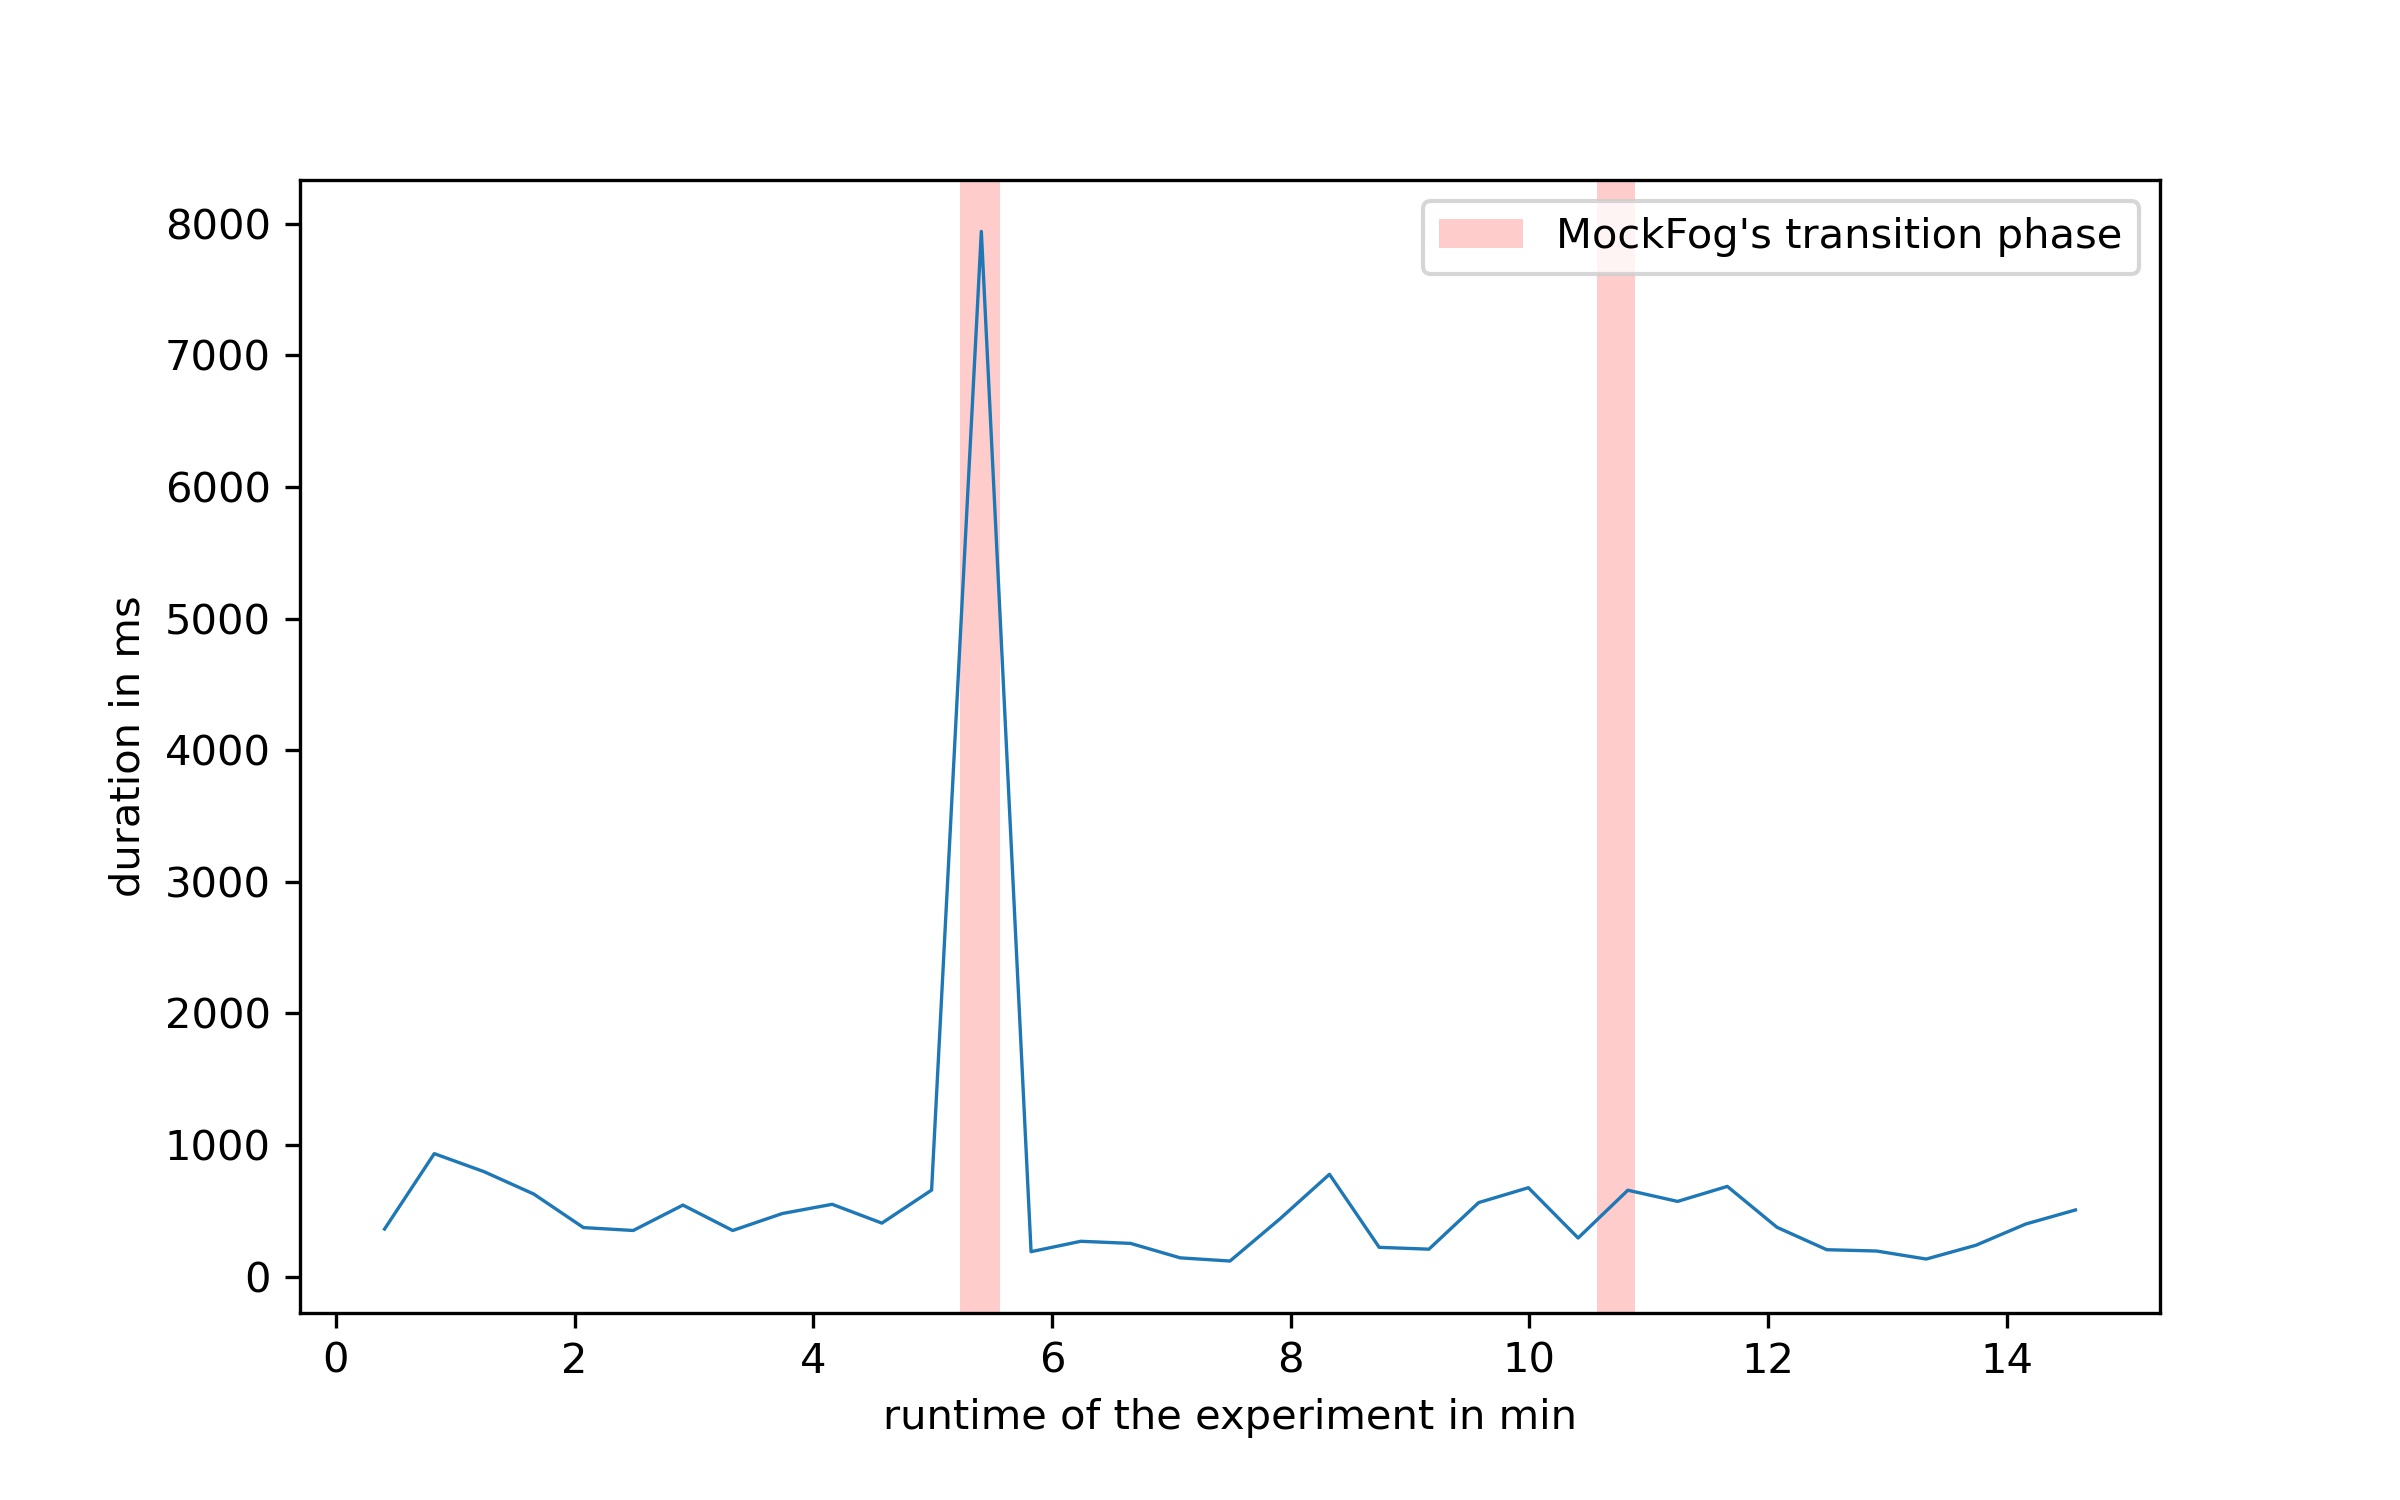 MockFog's transition phase
8000
7000
6000
5000
4000
3000
2000
1000
0
duration in ms
0 2 4 6 8 10 12 14
runtime of the experiment in min